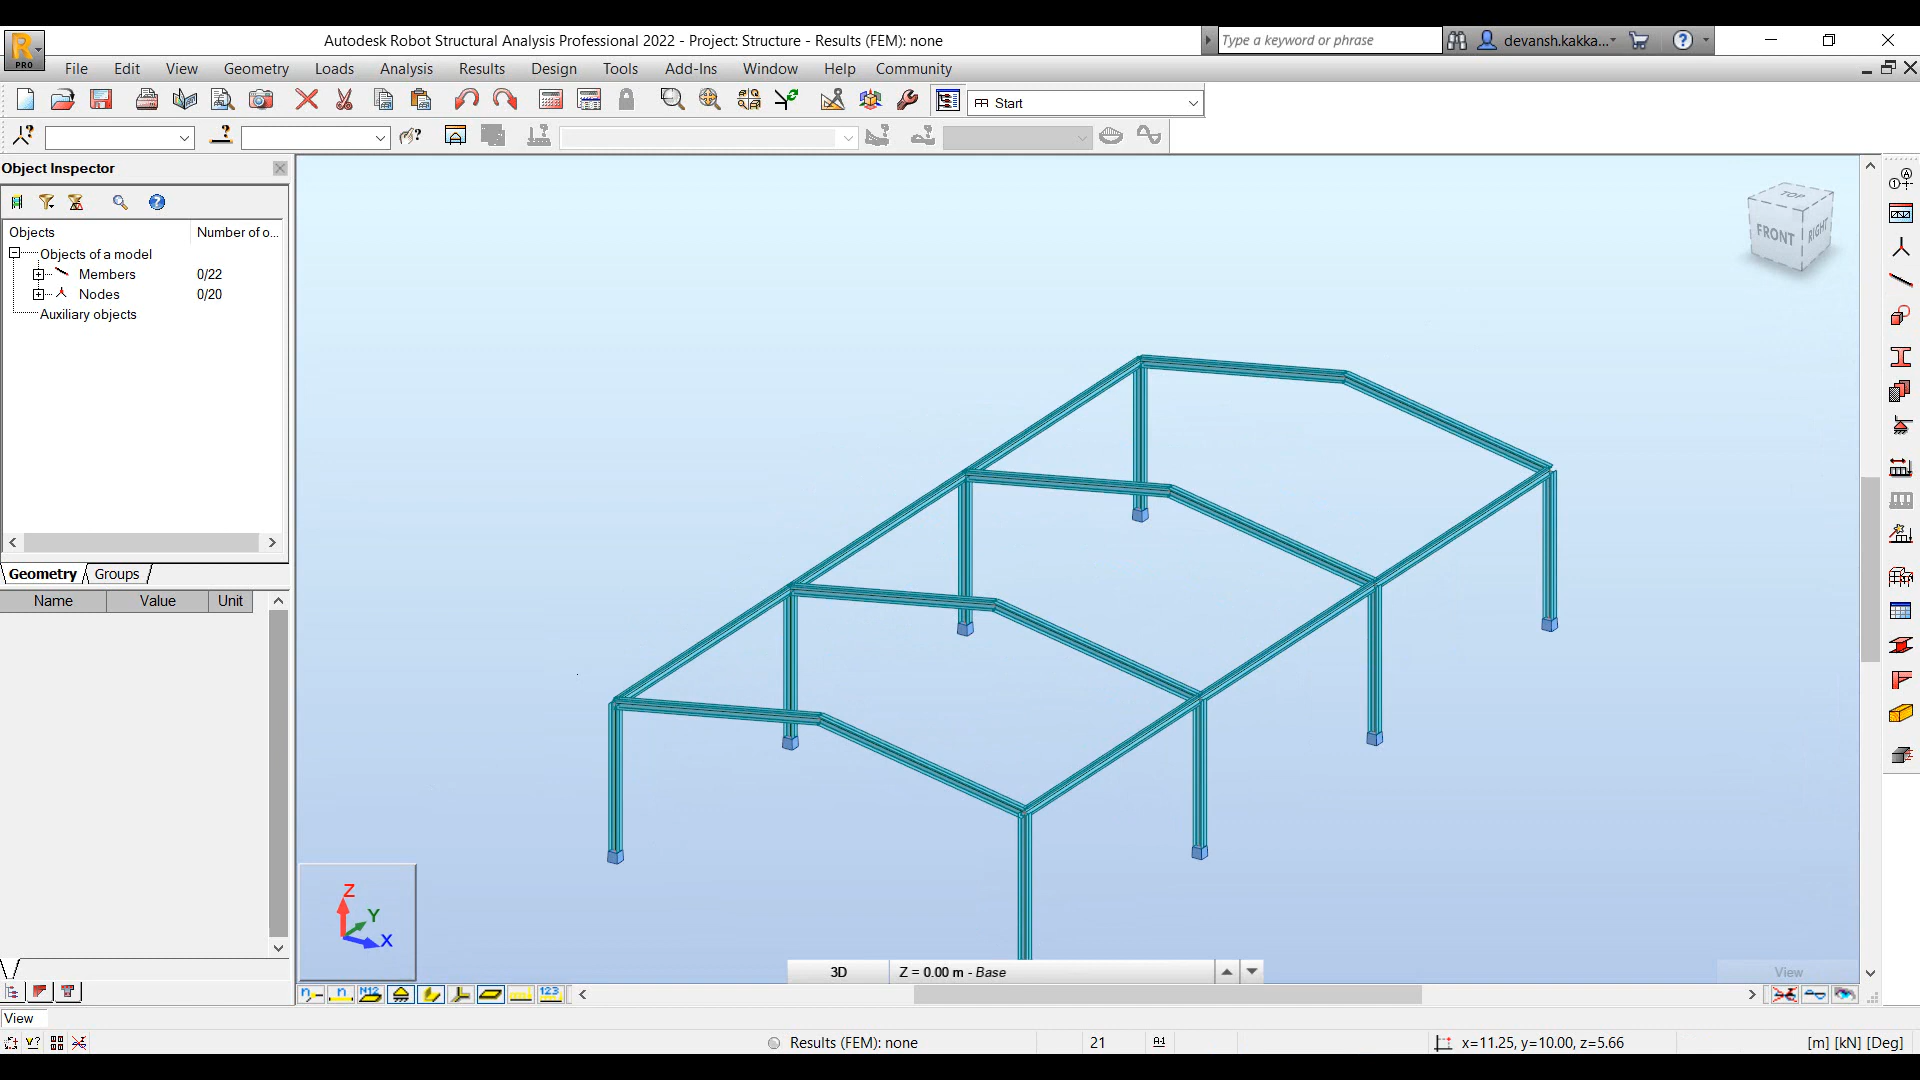 R
PRO
Autodesk Robot Structural Analysis Professional 2022 - Project: Structure - Results (FEM): none
Type a keyword or phrase
devansh.kakka...
File Edit View Geometry Loads Analysis Results Design Tools Add-Ins Window Help Community
Start
Object Inspector
Objects Number of o...
Objects of a model
Members 0/22
Nodes 0/20
Auxiliary objects
Geometry Groups
Name Value Unit
TOP
FRONT RIGHT
Z
Y
X
3D Z = 0.00 m - Base
View
View
Results (FEM): none 21 x=11.25, y=10.00, z=5.66 [m] [kN] [Deg]